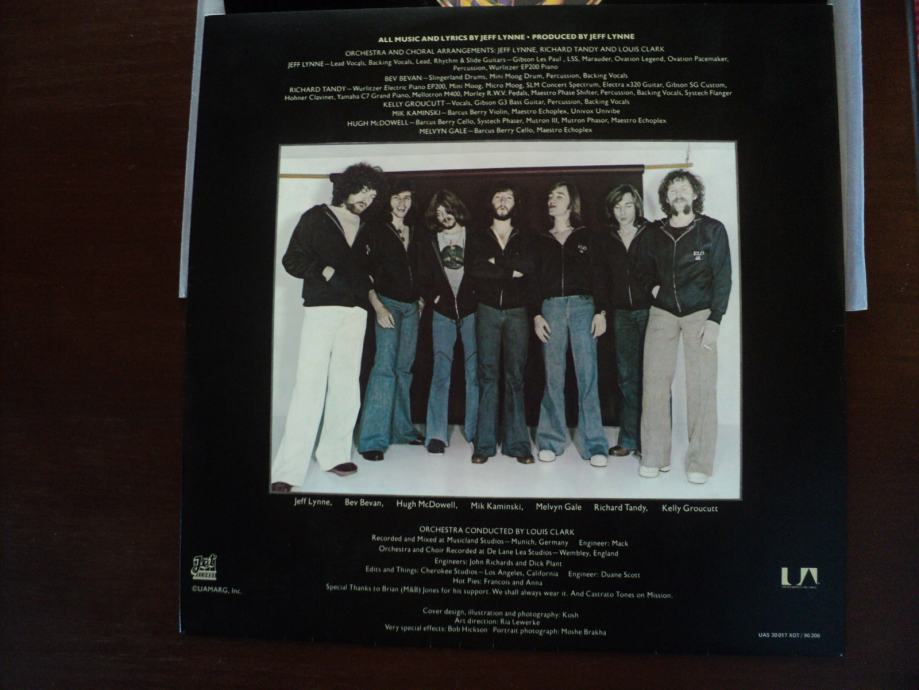 ALL MUSIC AND LYRICS BY JEFF LYNNE • PRODUCED BY JEFF LYNNE
ORCHESTRA AND CHORAL ARRANGEMENTS: JEFF LYNNE, RICHARD TANDY AND LOUIS CLARK
JEFF LYNNE—Lead Vocals, Backing Vocals, Lead, Rhythm & Slide Guitars—Gibson Les Paul, L5S, Marauder, Ovation Legend, Ovation Pacemaker,
Percussion, Wurlitzer EP200 Piano
BEV BEVAN—Slingerland Drums, Mini Moog Drum, Percussion, Backing Vocals
RICHARD TANDY—Wurlitzer Electric Piano EP200, Mini Moog, Micro Moog, SLM Concert Spectrum, Electra x320 Guitar, Gibson SG Custom,
Hohner Clavinet, Yamaha C7 Grand Piano, Mellotron M400, Morley R.W.V. Pedals, Maestro Phase Shifter, Percussion, Backing Vocals, Systech Flanger
KELLY GROUCUTT—Vocals, Gibson G3 Bass Guitar, Percussion, Backing Vocals
MIK KAMINSKI—Barcus Berry Violin, Maestro Echoplex, Univox Univibe
HUGH McDOWELL—Barcus Berry Cello, Systech Phaser, Mutron III, Mutron Phasor, Maestro Echoplex
MELVYN GALE—Barcus Berry Cello, Maestro Echoplex
ELO
Jeff Lynne, Bev Bevan, Hugh McDowell, Mik Kaminski, Melvyn Gale Richard Tandy, Kelly Groucutt
ORCHESTRA CONDUCTED BY LOUIS CLARK
Recorded and Mixed at Musicland Studios—Munich, Germany Engineer: Mack
Orchestra and Choir Recorded at De Lane Lea Studios—Wembley, England
Engineers: John Richards and Dick Plant
Edits and Things: Cherokee Studios—Los Angeles, California Engineer: Duane Scott
Hot Pies: Francois and Anna
Special Thanks to Brian (M&B) Jones for his support. We shall always wear it. And Castrato Tones on Mission.
Jet
RECORDS
©UAMARG, Inc.
UA
Cover design, illustration and photography: Kosh
Art direction: Ria Lewerke
Very special effects: Bob Hickson Portrait photograph: Moshe Brakha
UAS 30 017 XOT / 96 206